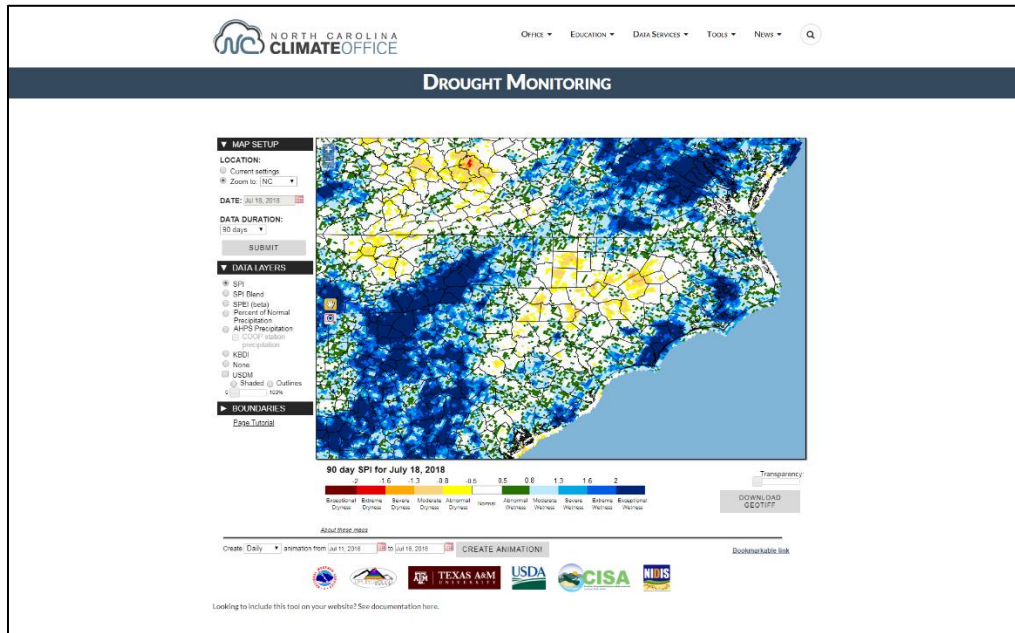 NORTH CAROLINA
NC CLIMATEOFFICE
OFFICE EDUCATION DATA SERVICES TOOLS NEWS
DROUGHT MONITORING
MAP SETUP
LOCATION:
Current settings
Zoom to: NC
DATE: Jul 18, 2018
DATA DURATION:
90 days
SUBMIT
DATA LAYERS
SPI
SPI Blend
SPEI (beta)
Percent of Normal
Precipitation
AHPS Precipitation
COOP station
precipitation
KBDI
None
USDM
Shaded Outlines
100%
BOUNDARIES
Page Tutorial
90 day SPI for July 18, 2018
-2 -1.6 -1.3 -0.8 -0.5 0.5 0.8 1.3 1.6 2
Exceptional Dryness Extreme Dryness Severe Dryness Moderate Dryness Abnormal Dryness Normal Abnormal Wetness Moderate Wetness Severe Wetness Extreme Wetness Exceptional Wetness
Transparency:
DOWNLOAD
GEOTIFF
About these maps
Create Daily animation from Jul 11, 2018 to Jul 18, 2018 CREATE ANIMATION!
Bookmarkable link
ATM TEXAS A&M
UNIVERSITY
USDA
CISA
NIDIS
Looking to include this tool on your website? See documentation here.